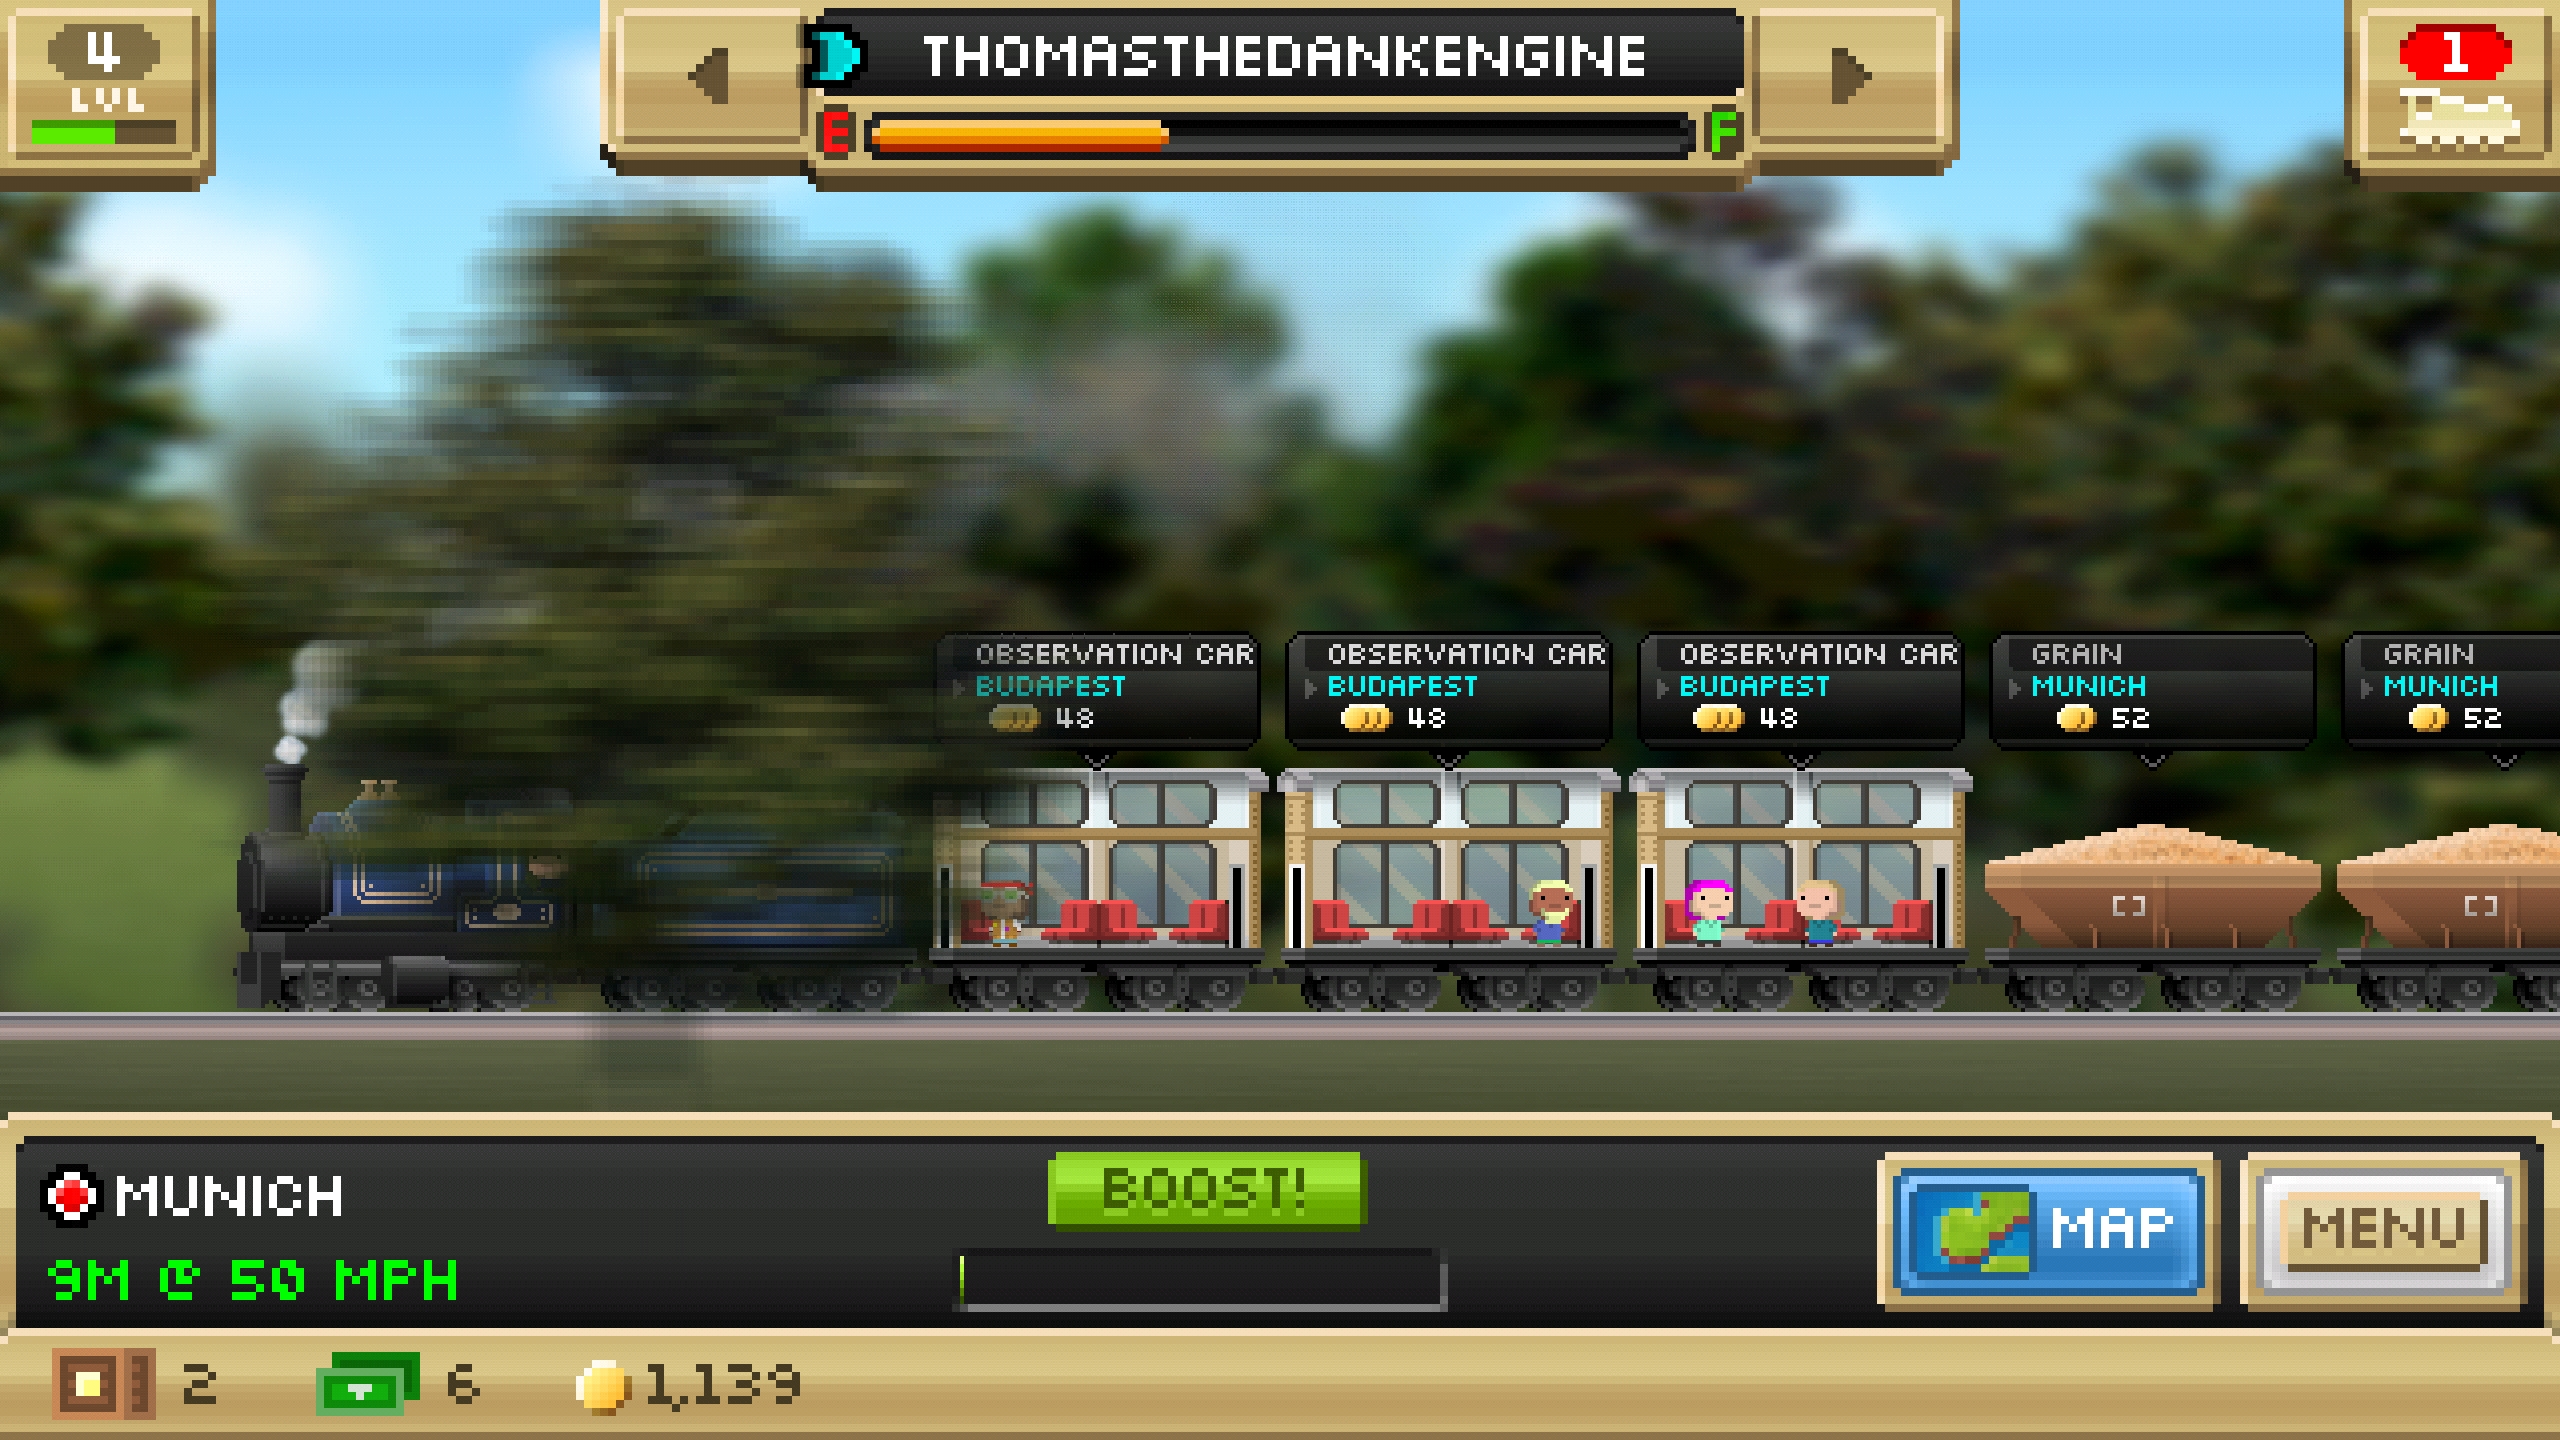 4
LVL
THOMASTHEDANKENGINE
E
F
1
OBSERVATION CAR
BUDAPEST
48
OBSERVATION CAR
BUDAPEST
48
OBSERVATION CAR
BUDAPEST
48
GRAIN
MUNICH
52
GRAIN
MUNICH
52
MUNICH
9M @ 50 MPH
BOOST!
MAP
MENU
2
6
1,139